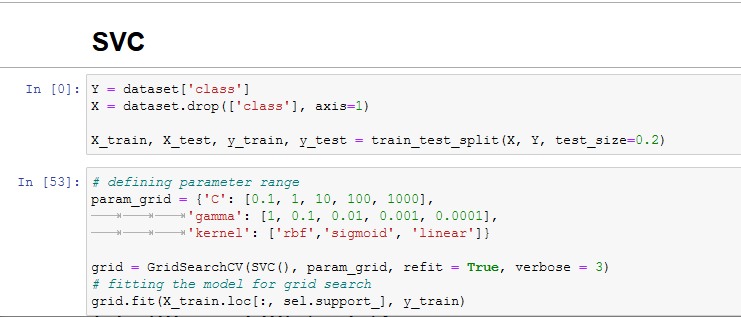 SVC
In [0]: Y = dataset['class']
X = dataset.drop(['class'], axis=1)
X_train, X_test, y_train, y_test = train_test_split(X, Y, test_size=0.2)
In [53]: # defining parameter range
param_grid = {'C': [0.1, 1, 10, 100, 1000],
'gamma': [1, 0.1, 0.01, 0.001, 0.0001],
'kernel': ['rbf','sigmoid', 'linear']}
grid = GridSearchCV(SVC(), param_grid, refit = True, verbose = 3)
# fitting the model for grid search
grid.fit(X_train.loc[:, sel.support_], y_train)